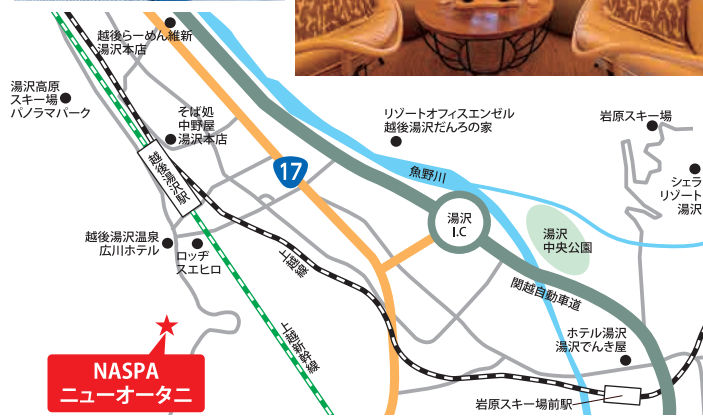 越後らーめん維新
湯沢本店
湯沢高原
スキー場
パノラマパーク
そば処
中野屋
湯沢本店
リゾートオフィスエンゼル
越後湯沢だんろの家
岩原スキー場
越後湯沢駅
17
魚野川
シェラ
リゾート
湯沢
湯沢
I.C
湯沢
中央公園
越後湯沢温泉
広川ホテル
ロッヂ
スエヒロ
上越線
関越自動車道
上越新幹線
ホテル湯沢
湯沢でんき屋
NASPA
ニューオータニ
岩原スキー場前駅